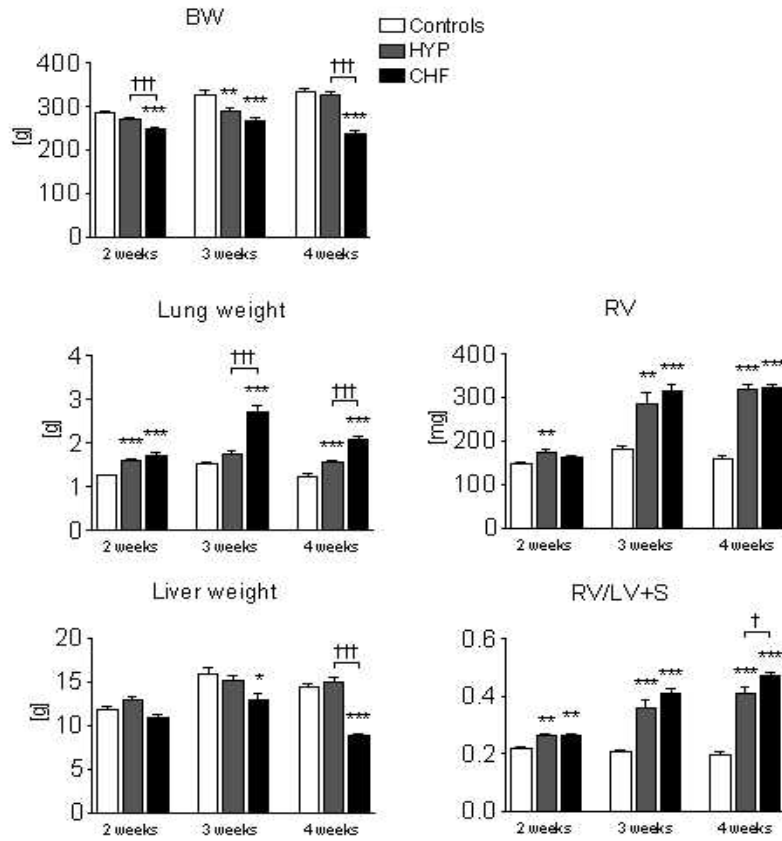 BW
Controls
HYP
CHF
400
300
200
100
0
[g]
†††
***
** ***
†††
***
2 weeks 3 weeks 4 weeks
Lung weight
4
3
2
1
0
[g]
*** ***
†††
***
†††
*** ***
2 weeks 3 weeks 4 weeks
RV
400
300
200
100
0
[mg]
**
** ***
*** ***
2 weeks 3 weeks 4 weeks
Liver weight
20
15
10
5
0
[g]
*
†††
***
2 weeks 3 weeks 4 weeks
RV/LV+S
0.6
0.4
0.2
0.0
** **
*** ***
†
*** ***
2 weeks 3 weeks 4 weeks